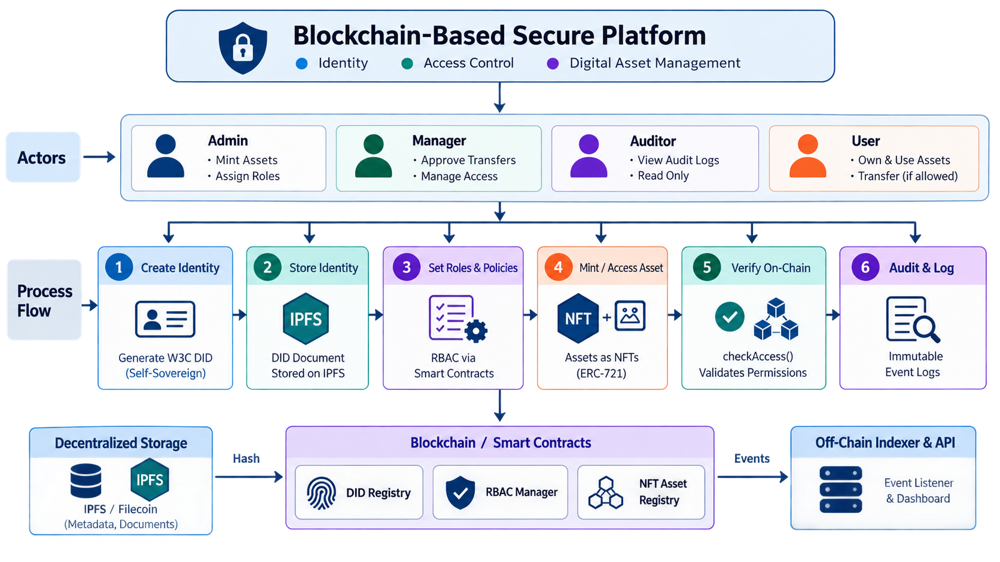 Blockchain-Based Secure Platform
Identity
Access Control
Digital Asset Management
Actors
Admin
• Mint Assets
• Assign Roles
Manager
• Approve Transfers
• Manage Access
Auditor
• View Audit Logs
• Read Only
User
• Own & Use Assets
• Transfer (if allowed)
Process
Flow
1 Create Identity
Generate W3C DID
(Self-Sovereign)
2 Store Identity
IPFS
DID Document
Stored on IPFS
3 Set Roles & Policies
RBAC via
Smart Contracts
4 Mint / Access Asset
NFT +
Assets as NFTs
(ERC-721)
5 Verify On-Chain
checkAccess()
Validates Permissions
6 Audit & Log
Immutable
Event Logs
Decentralized Storage
IPFS
IPFS / Filecoin
(Metadata, Documents)
Hash
Blockchain / Smart Contracts
DID Registry
RBAC Manager
NFT Asset
Registry
Events
Off-Chain Indexer & API
Event Listener
& Dashboard